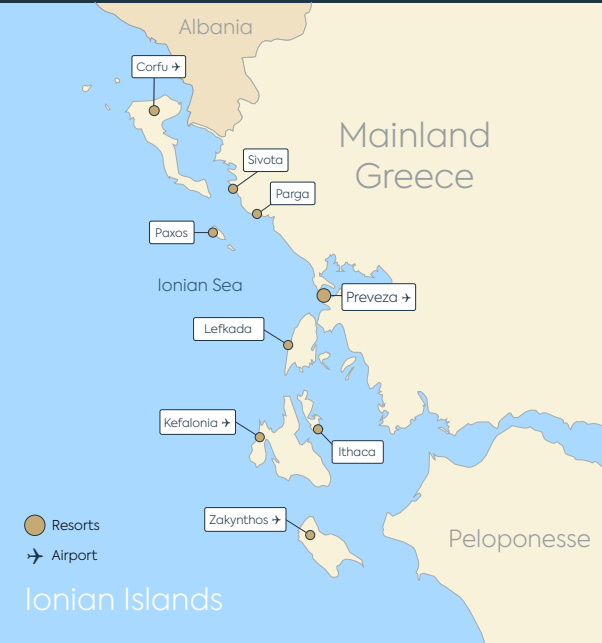 Albania
Corfu
Mainland
Greece
Sivota
Parga
Paxos
Ionian Sea
Preveza
Lefkada
Kefalonia
Ithaca
Zakynthos
Resorts
Peloponesse
Airport
Ionian Islands